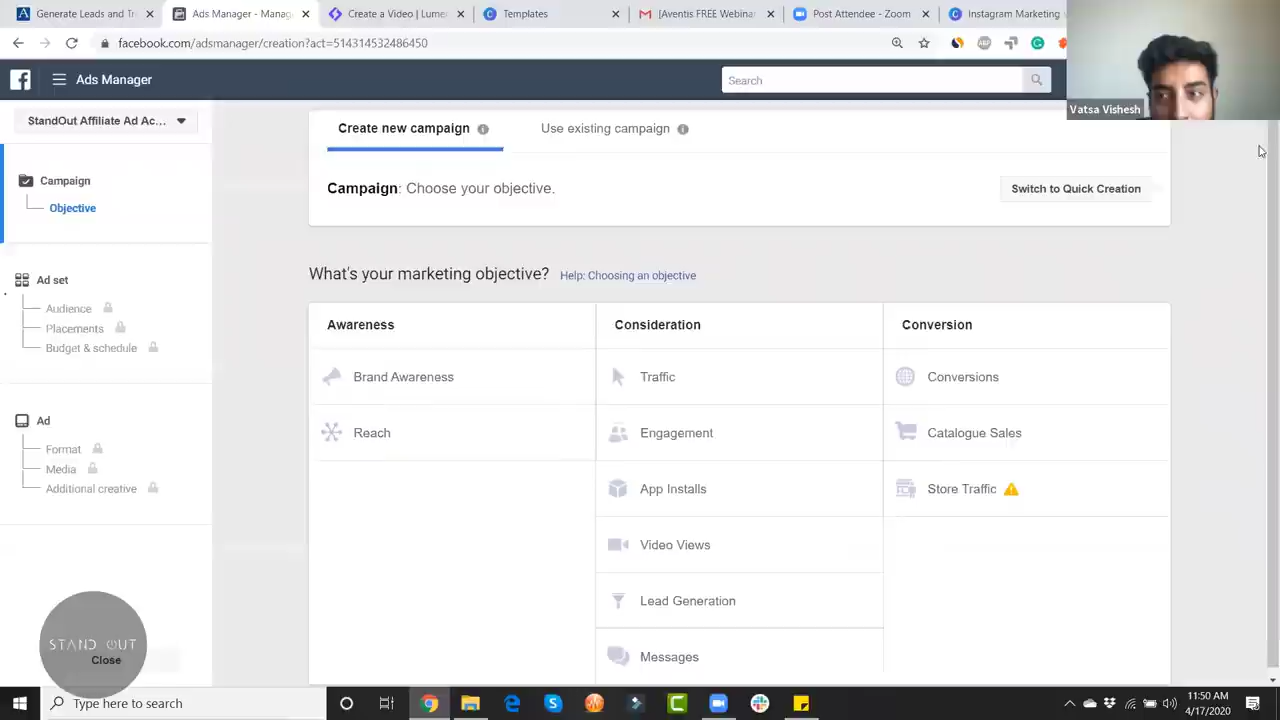 Generate Leads and Tr
Ads Manager - Manage
Create a Video | Lume
Templates
[Aventis FREE Webinar
Post Attendee - Zoom
Instagram Marketing
facebook.com/adsmanager/creation?act=514314532486450
ABP
Ads Manager
Search
Vatsa Vishesh
StandOut Affiliate Ad Ac...
Create new campaign
Use existing campaign
Campaign
Objective
Campaign: Choose your objective.
Switch to Quick Creation
Ad set
Audience
Placements
Budget & schedule
What's your marketing objective? Help: Choosing an objective
Awareness
Consideration
Conversion
Brand Awareness
Traffic
Conversions
Reach
Engagement
Catalogue Sales
App Installs
Store Traffic
Video Views
Lead Generation
Messages
Ad
Format
Media
Additional creative
STAND OUT
Close
Type here to search
11:50 AM
4/17/2020